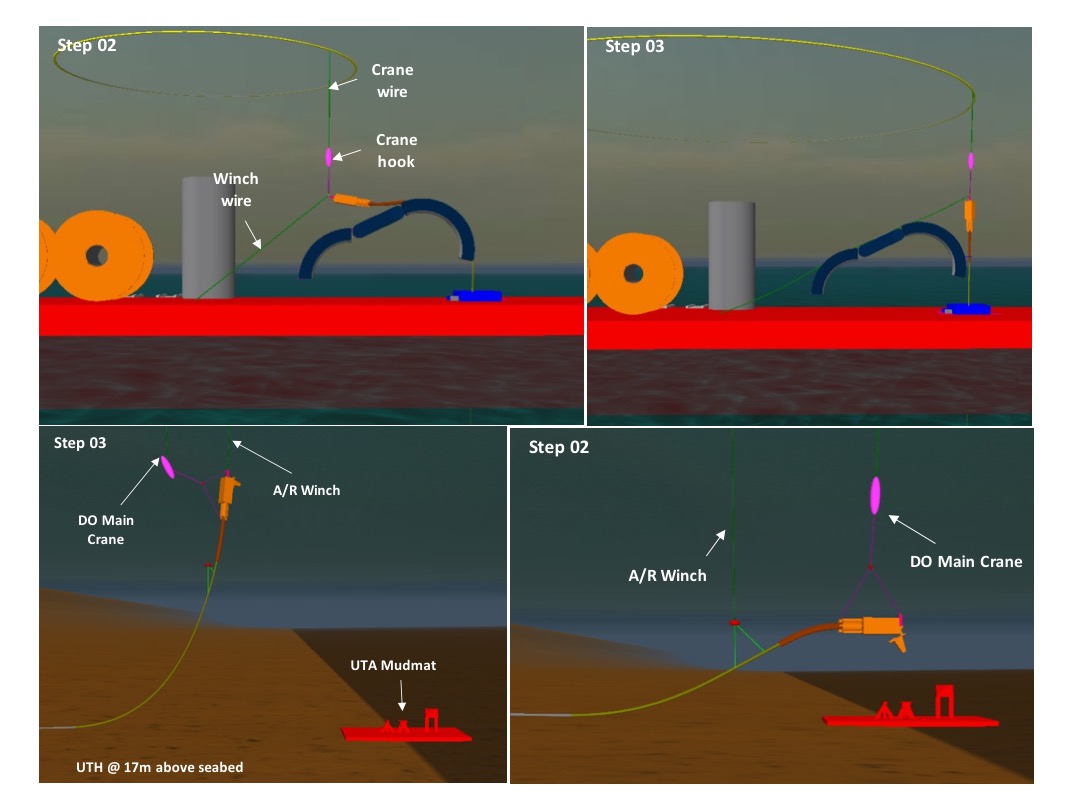 Step 02
Crane
wire
Crane
hook
Winch
wire
Step 03
Step 03
A/R Winch
DO Main
Crane
UTA Mudmat
UTH @ 17m above seabed
Step 02
A/R Winch
DO Main Crane